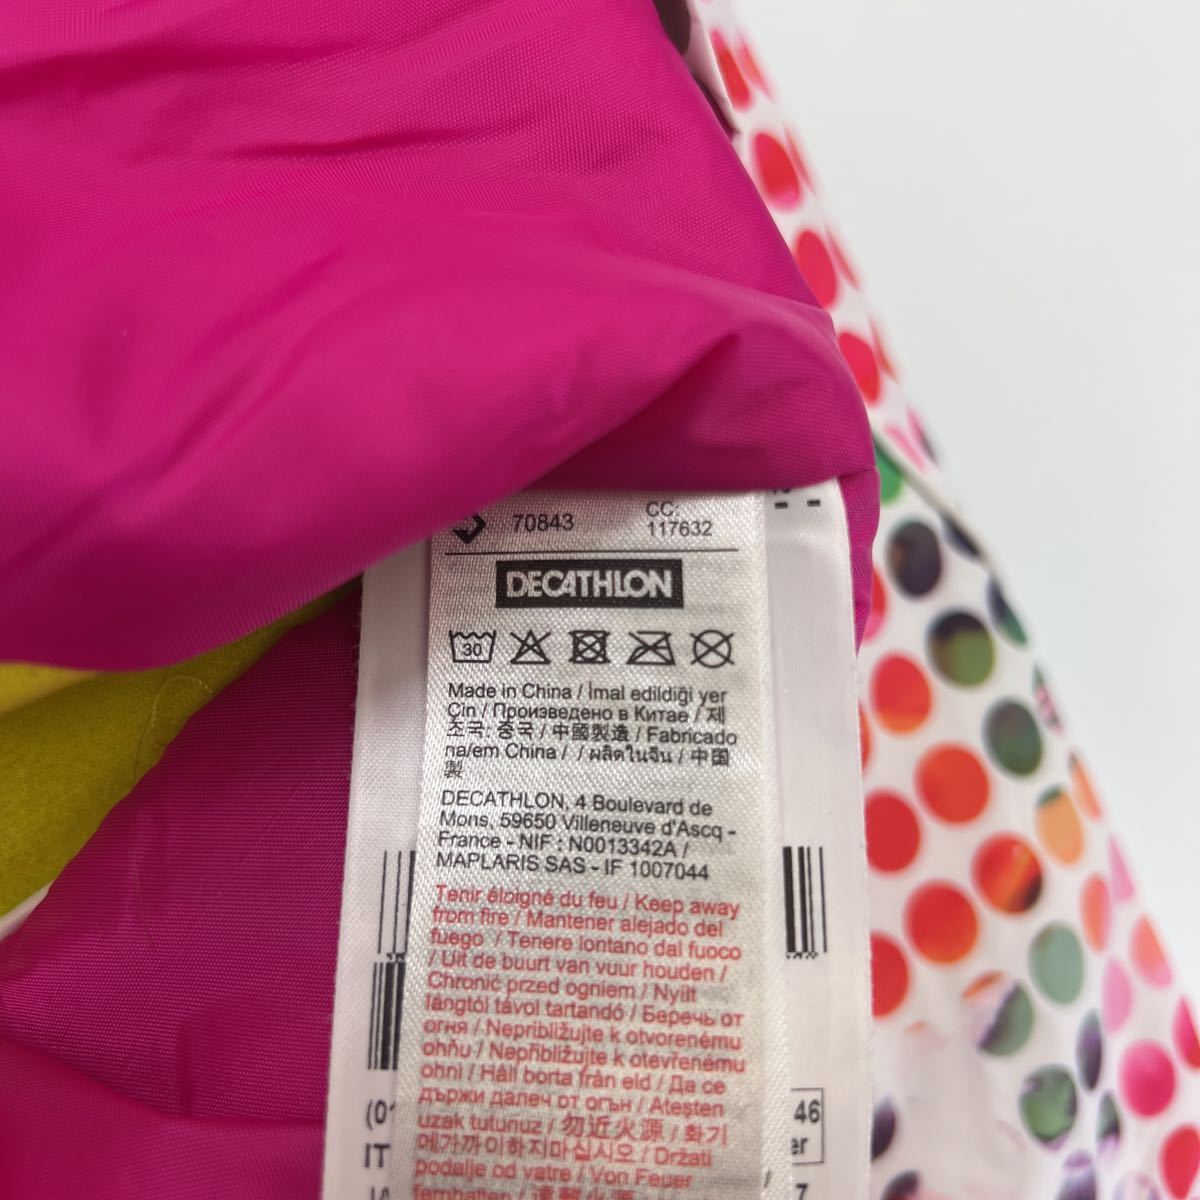 70843
CC:
117632
DECATHLON
30
Made in China / İmal edildiği yer
Çin / Произведено в Китае / 제
조국: 중국 / 中國製造 / Fabricado
na/em China / / ผลิตในจีน / 中国
製
DECATHLON, 4 Boulevard de
Mons, 59650 Villeneuve d'Ascq -
France - NIF : N0013342A /
MAPLARIS SAS - IF 1007044
Tenir éloigné du feu / Keep away
from fire / Mantener alejado del
fuego / Tenere lontano dal fuoco
/ Uit de buurt van vuur houden /
Chronić przed ogniem / Nyílt
lángtól távol tartandó / Беречь от
огня / Nepribližujte k otvorenému
ohňu / Nepřibližujte k otevřenému
ohni / Håll borta från eld / Да се
държи далеч от огън / Ateşten
uzak tutunuz / 勿近火源 / 화기
에가까이하지마십시오 / Držati
podalje od vatre / Von Feuer
fernhalten /
46
7